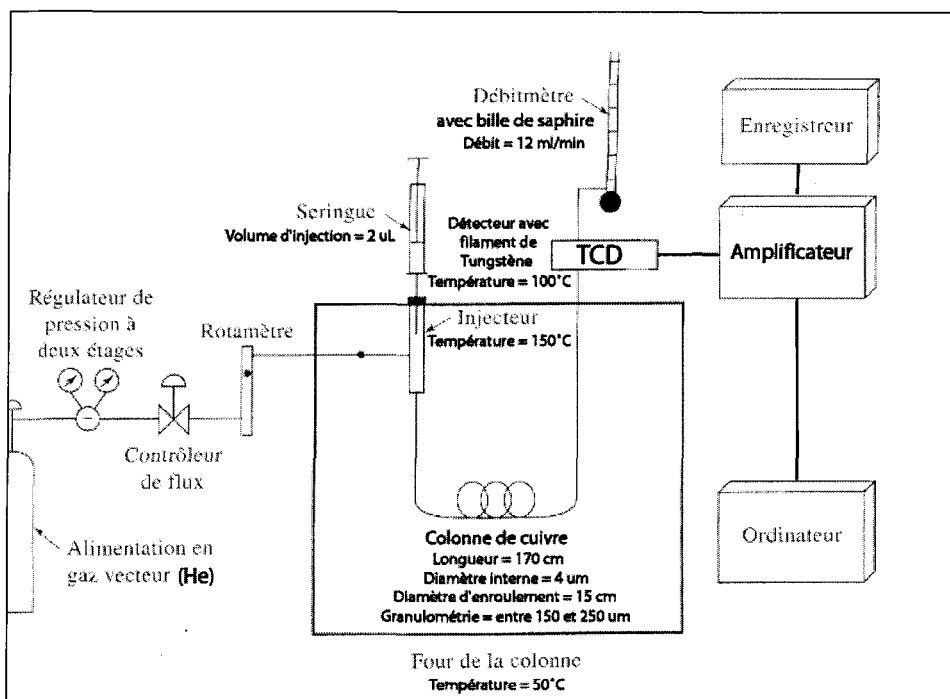 Débitmètre
avec bille de saphire
Débit = 12 ml/min
Enregistreur
Seringue
Volume d'injection = 2 uL
Détecteur avec
filament de
Tungstène
Température = 100°C
TCD
Amplificateur
Régulateur de
pression à
deux étages
Rotamètre
Injecteur
Température = 150°C
Contrôleur
de flux
Alimentation en
gaz vecteur (He)
Colonne de cuivre
Longueur = 170 cm
Diamètre interne = 4 um
Diamètre d'enroulement = 15 cm
Granulométrie = entre 150 et 250 um
Ordinateur
Four de la colonne
Température = 50°C